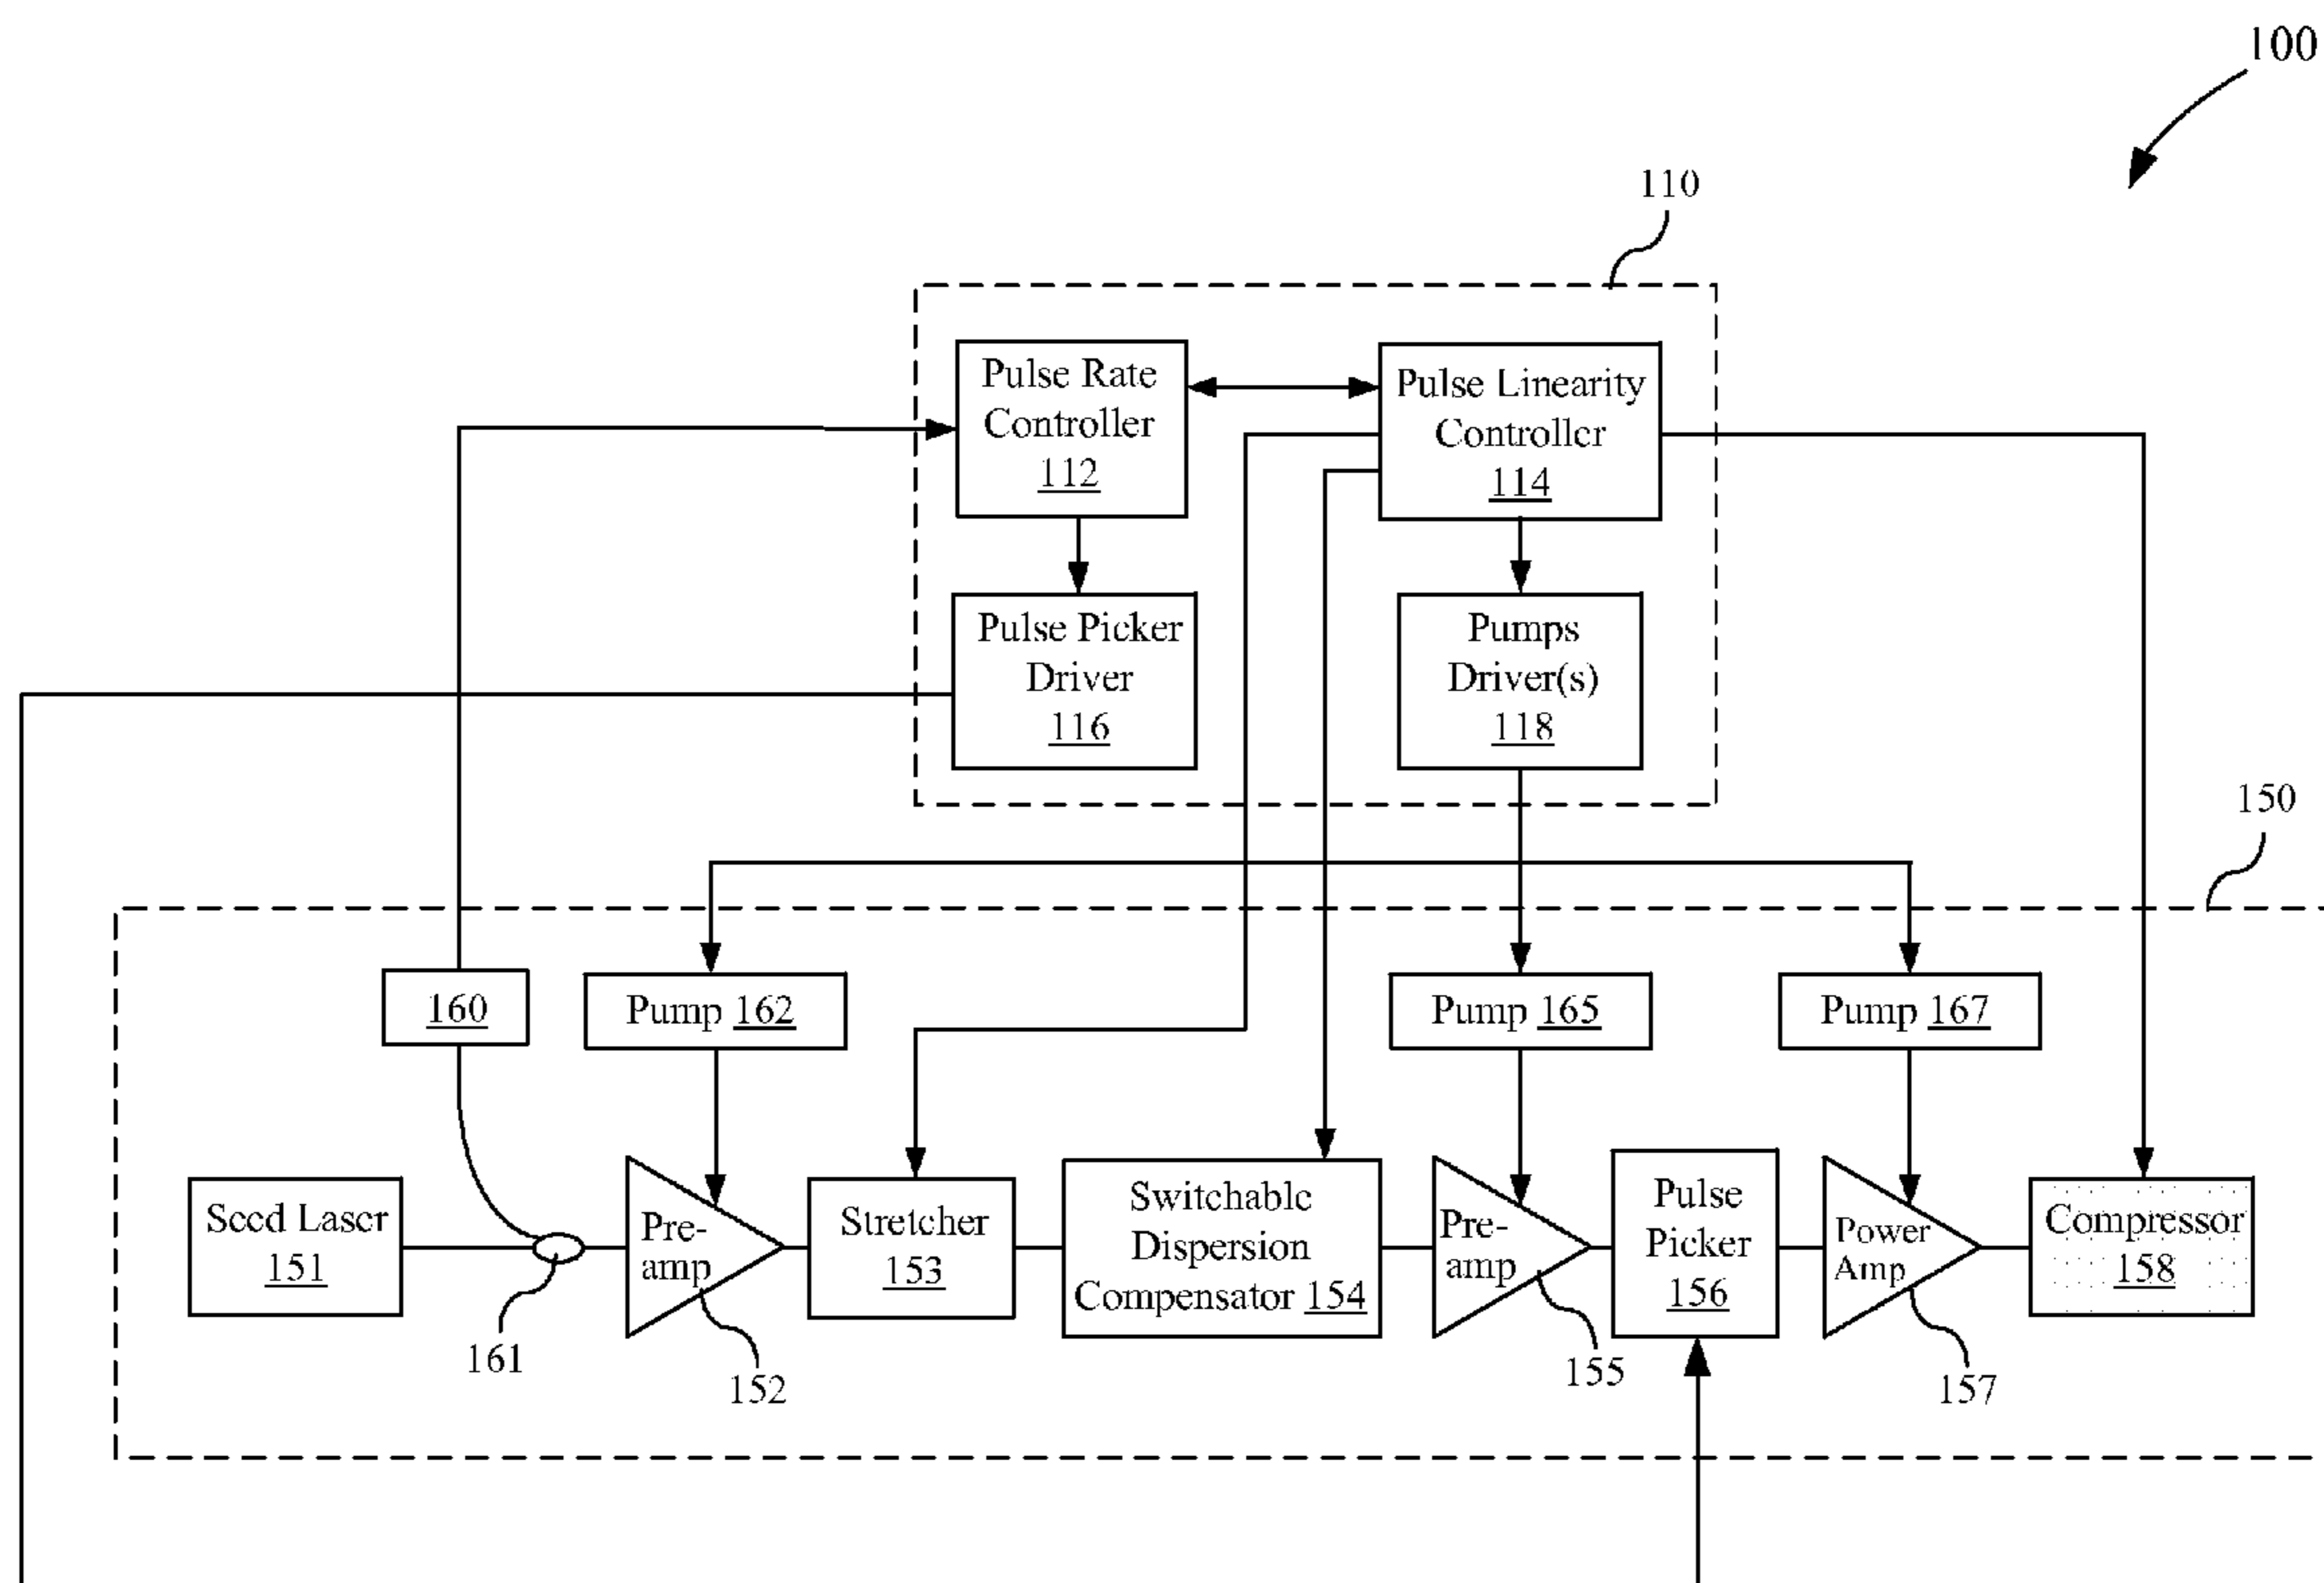 100
110
Pulse Rate
Controller
112
Pulse Linearity
Controller
114
Pulse Picker
Driver
116
Pumps
Driver(s)
118
150
160
Pump 162
Pump 165
Pump 167
Seed Laser
151
161
Pre-
amp
152
Stretcher
153
Switchable
Dispersion
Compensator 154
Pre-
amp
155
Pulse
Picker
156
Power
Amp
157
Compressor
158